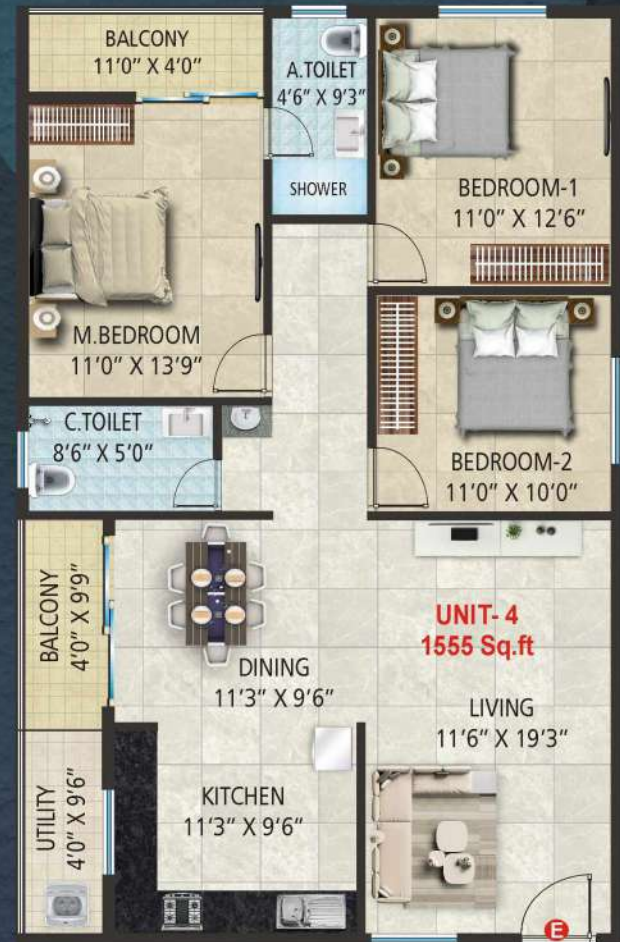 BALCONY
11'0" X 4'0"
A.TOILET
4'6" X 9'3"
SHOWER
BEDROOM-1
11'0" X 12'6"
M.BEDROOM
11'0" X 13'9"
C.TOILET
8'6" X 5'0"
BEDROOM-2
11'0" X 10'0"
BALCONY
4'0" X 9'9"
UNIT- 4
1555 Sq.ft
DINING
11'3" X 9'6"
LIVING
11'6" X 19'3"
KITCHEN
11'3" X 9'6"
UTILITY
4'0" X 9'6"
E